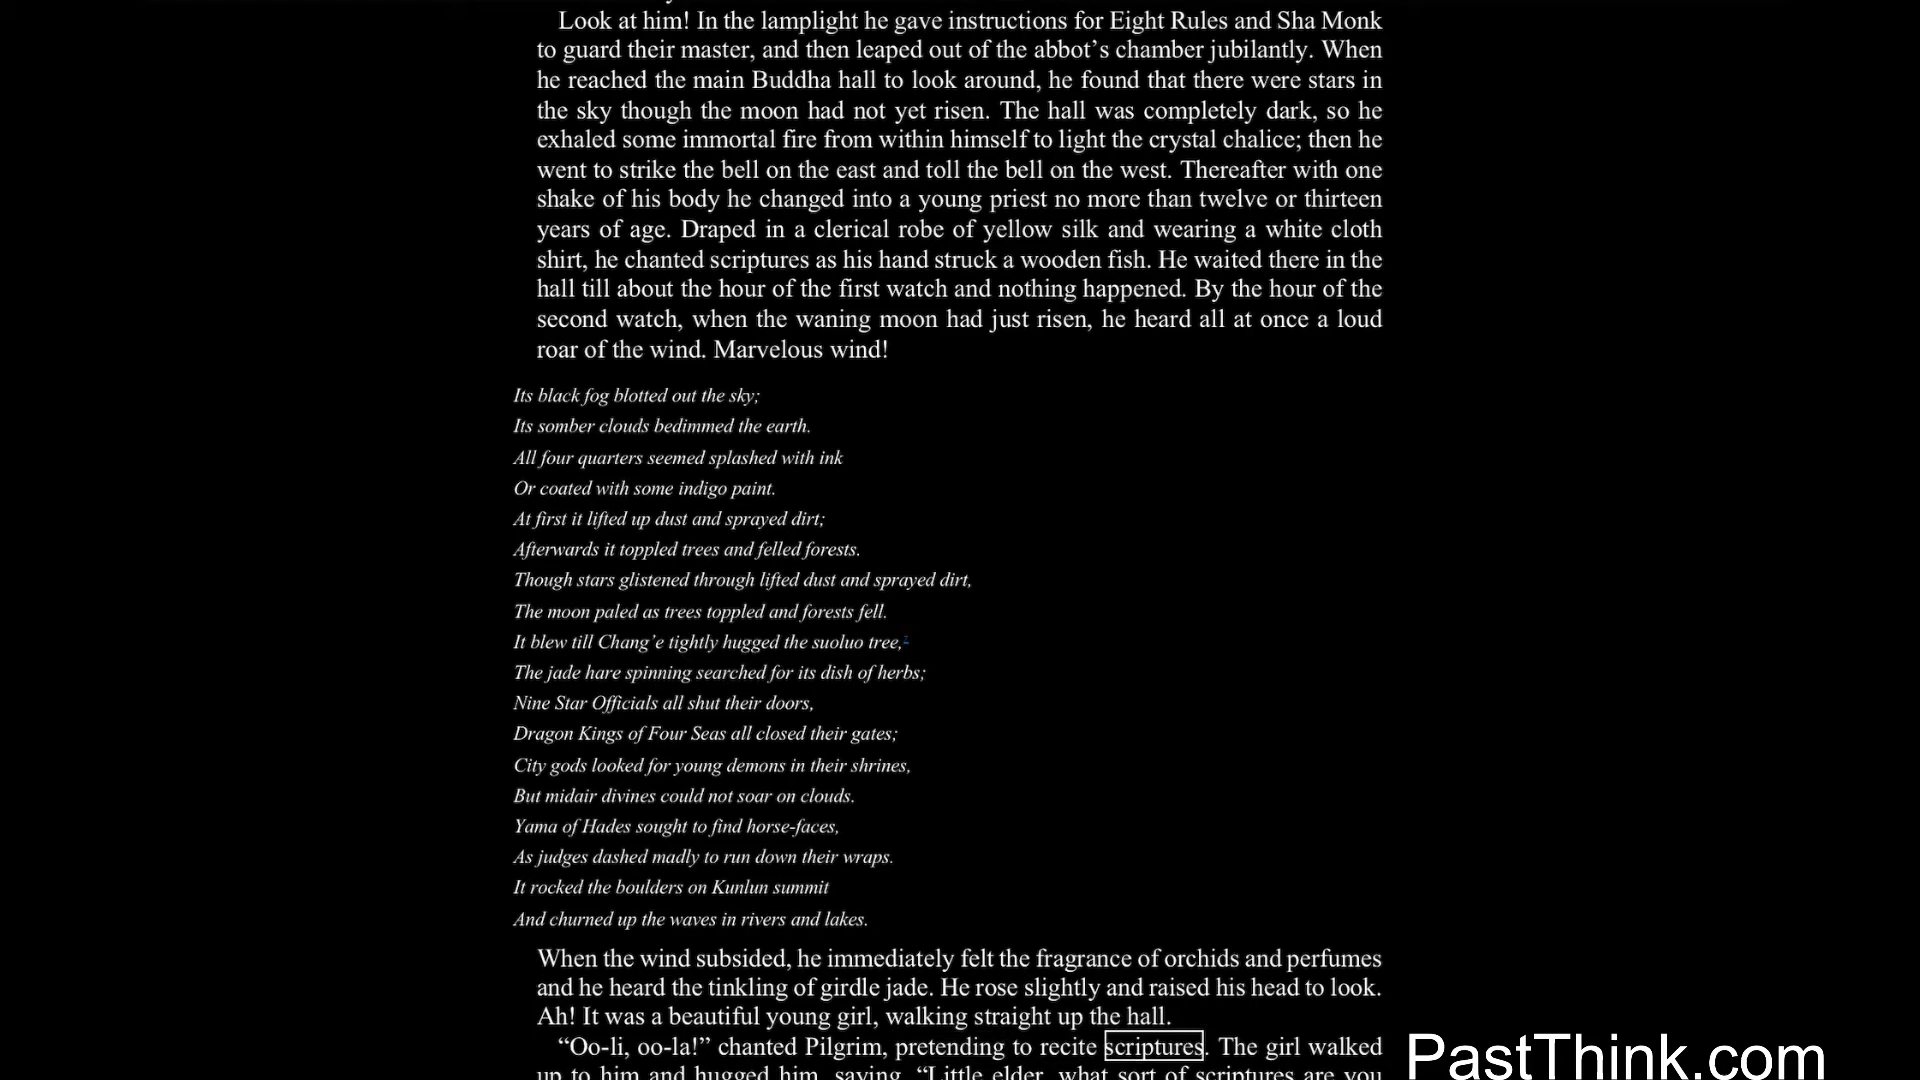 Look at him! In the lamplight he gave instructions for Eight Rules and Sha Monk
to guard their master, and then leaped out of the abbot’s chamber jubilantly. When
he reached the main Buddha hall to look around, he found that there were stars in
the sky though the moon had not yet risen. The hall was completely dark, so he
exhaled some immortal fire from within himself to light the crystal chalice; then he
went to strike the bell on the east and toll the bell on the west. Thereafter with one
shake of his body he changed into a young priest no more than twelve or thirteen
years of age. Draped in a clerical robe of yellow silk and wearing a white cloth
shirt, he chanted scriptures as his hand struck a wooden fish. He waited there in the
hall till about the hour of the first watch and nothing happened. By the hour of the
second watch, when the waning moon had just risen, he heard all at once a loud
roar of the wind. Marvelous wind!
Its black fog blotted out the sky;
Its somber clouds bedimmed the earth.
All four quarters seemed splashed with ink
Or coated with some indigo paint.
At first it lifted up dust and sprayed dirt;
Afterwards it toppled trees and felled forests.
Though stars glistened through lifted dust and sprayed dirt,
The moon paled as trees toppled and forests fell.
It blew till Chang’e tightly hugged the suoluo tree,
The jade hare spinning searched for its dish of herbs;
Nine Star Officials all shut their doors,
Dragon Kings of Four Seas all closed their gates;
City gods looked for young demons in their shrines,
But midair divines could not soar on clouds.
Yama of Hades sought to find horse-faces,
As judges dashed madly to run down their wraps.
It rocked the boulders on Kunlun summit
And churned up the waves in rivers and lakes.
When the wind subsided, he immediately felt the fragrance of orchids and perfumes
and he heard the tinkling of girdle jade. He rose slightly and raised his head to look.
Ah! It was a beautiful young girl, walking straight up the hall.
“Oo-li, oo-la!” chanted Pilgrim, pretending to recite scriptures. The girl walked
up to him and hugged him, saying, “Little elder, what sort of scriptures are you
PastThink.com